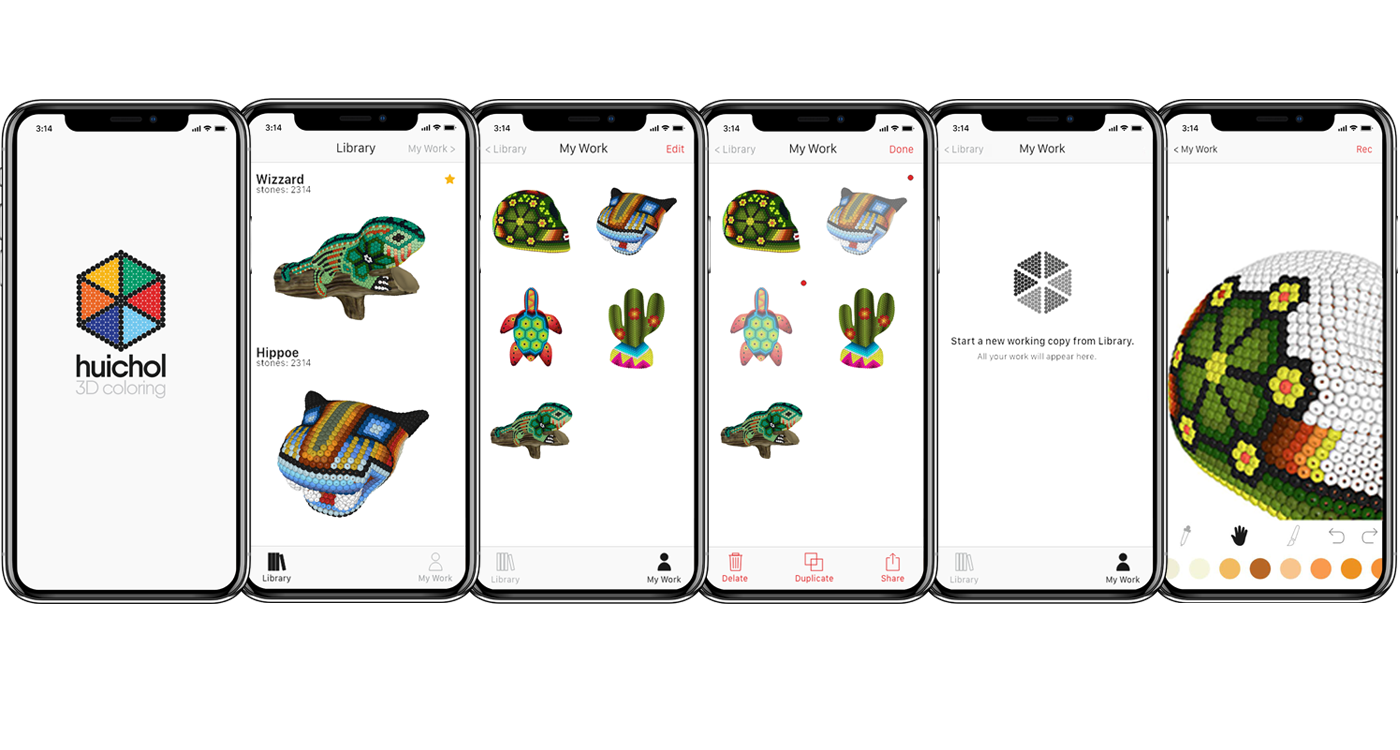 3:14
huichol
3D coloring
3:14
Library
My Work >
Wizzard
stones: 2314
Hippoe
stones: 2314
Library
My Work
3:14
< Library
My Work
Edit
Library
My Work
3:14
< Library
My Work
Done
Delate
Duplicate
Share
3:14
< Library
My Work
Start a new working copy from Library.
All your work will appear here.
Library
My Work
3:14
< My Work
Rec